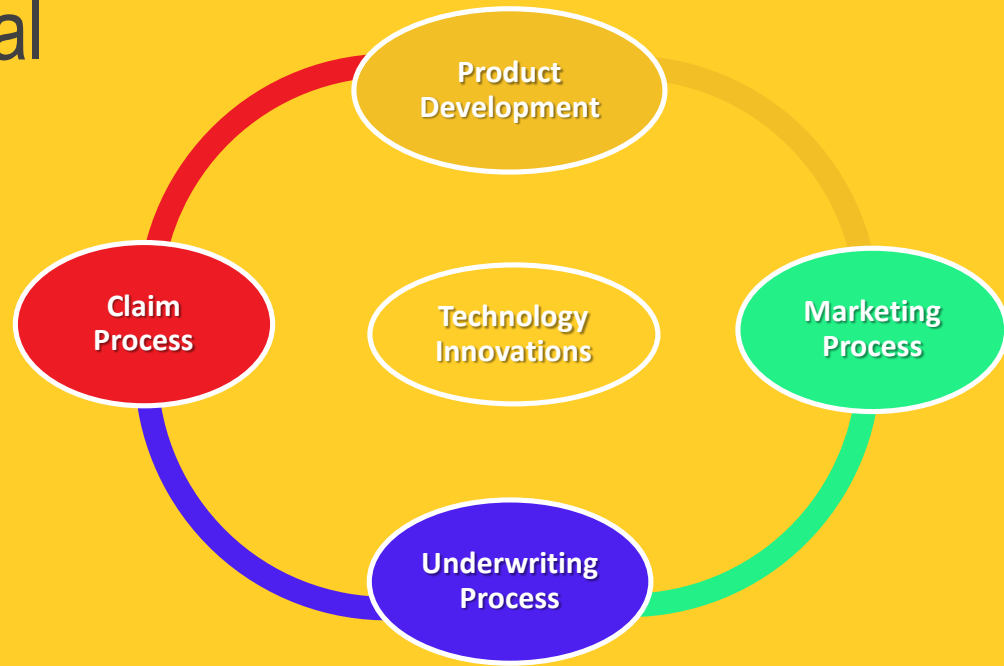 al
Product
Development
Claim
Process
Technology
Innovations
Marketing
Process
Underwriting
Process